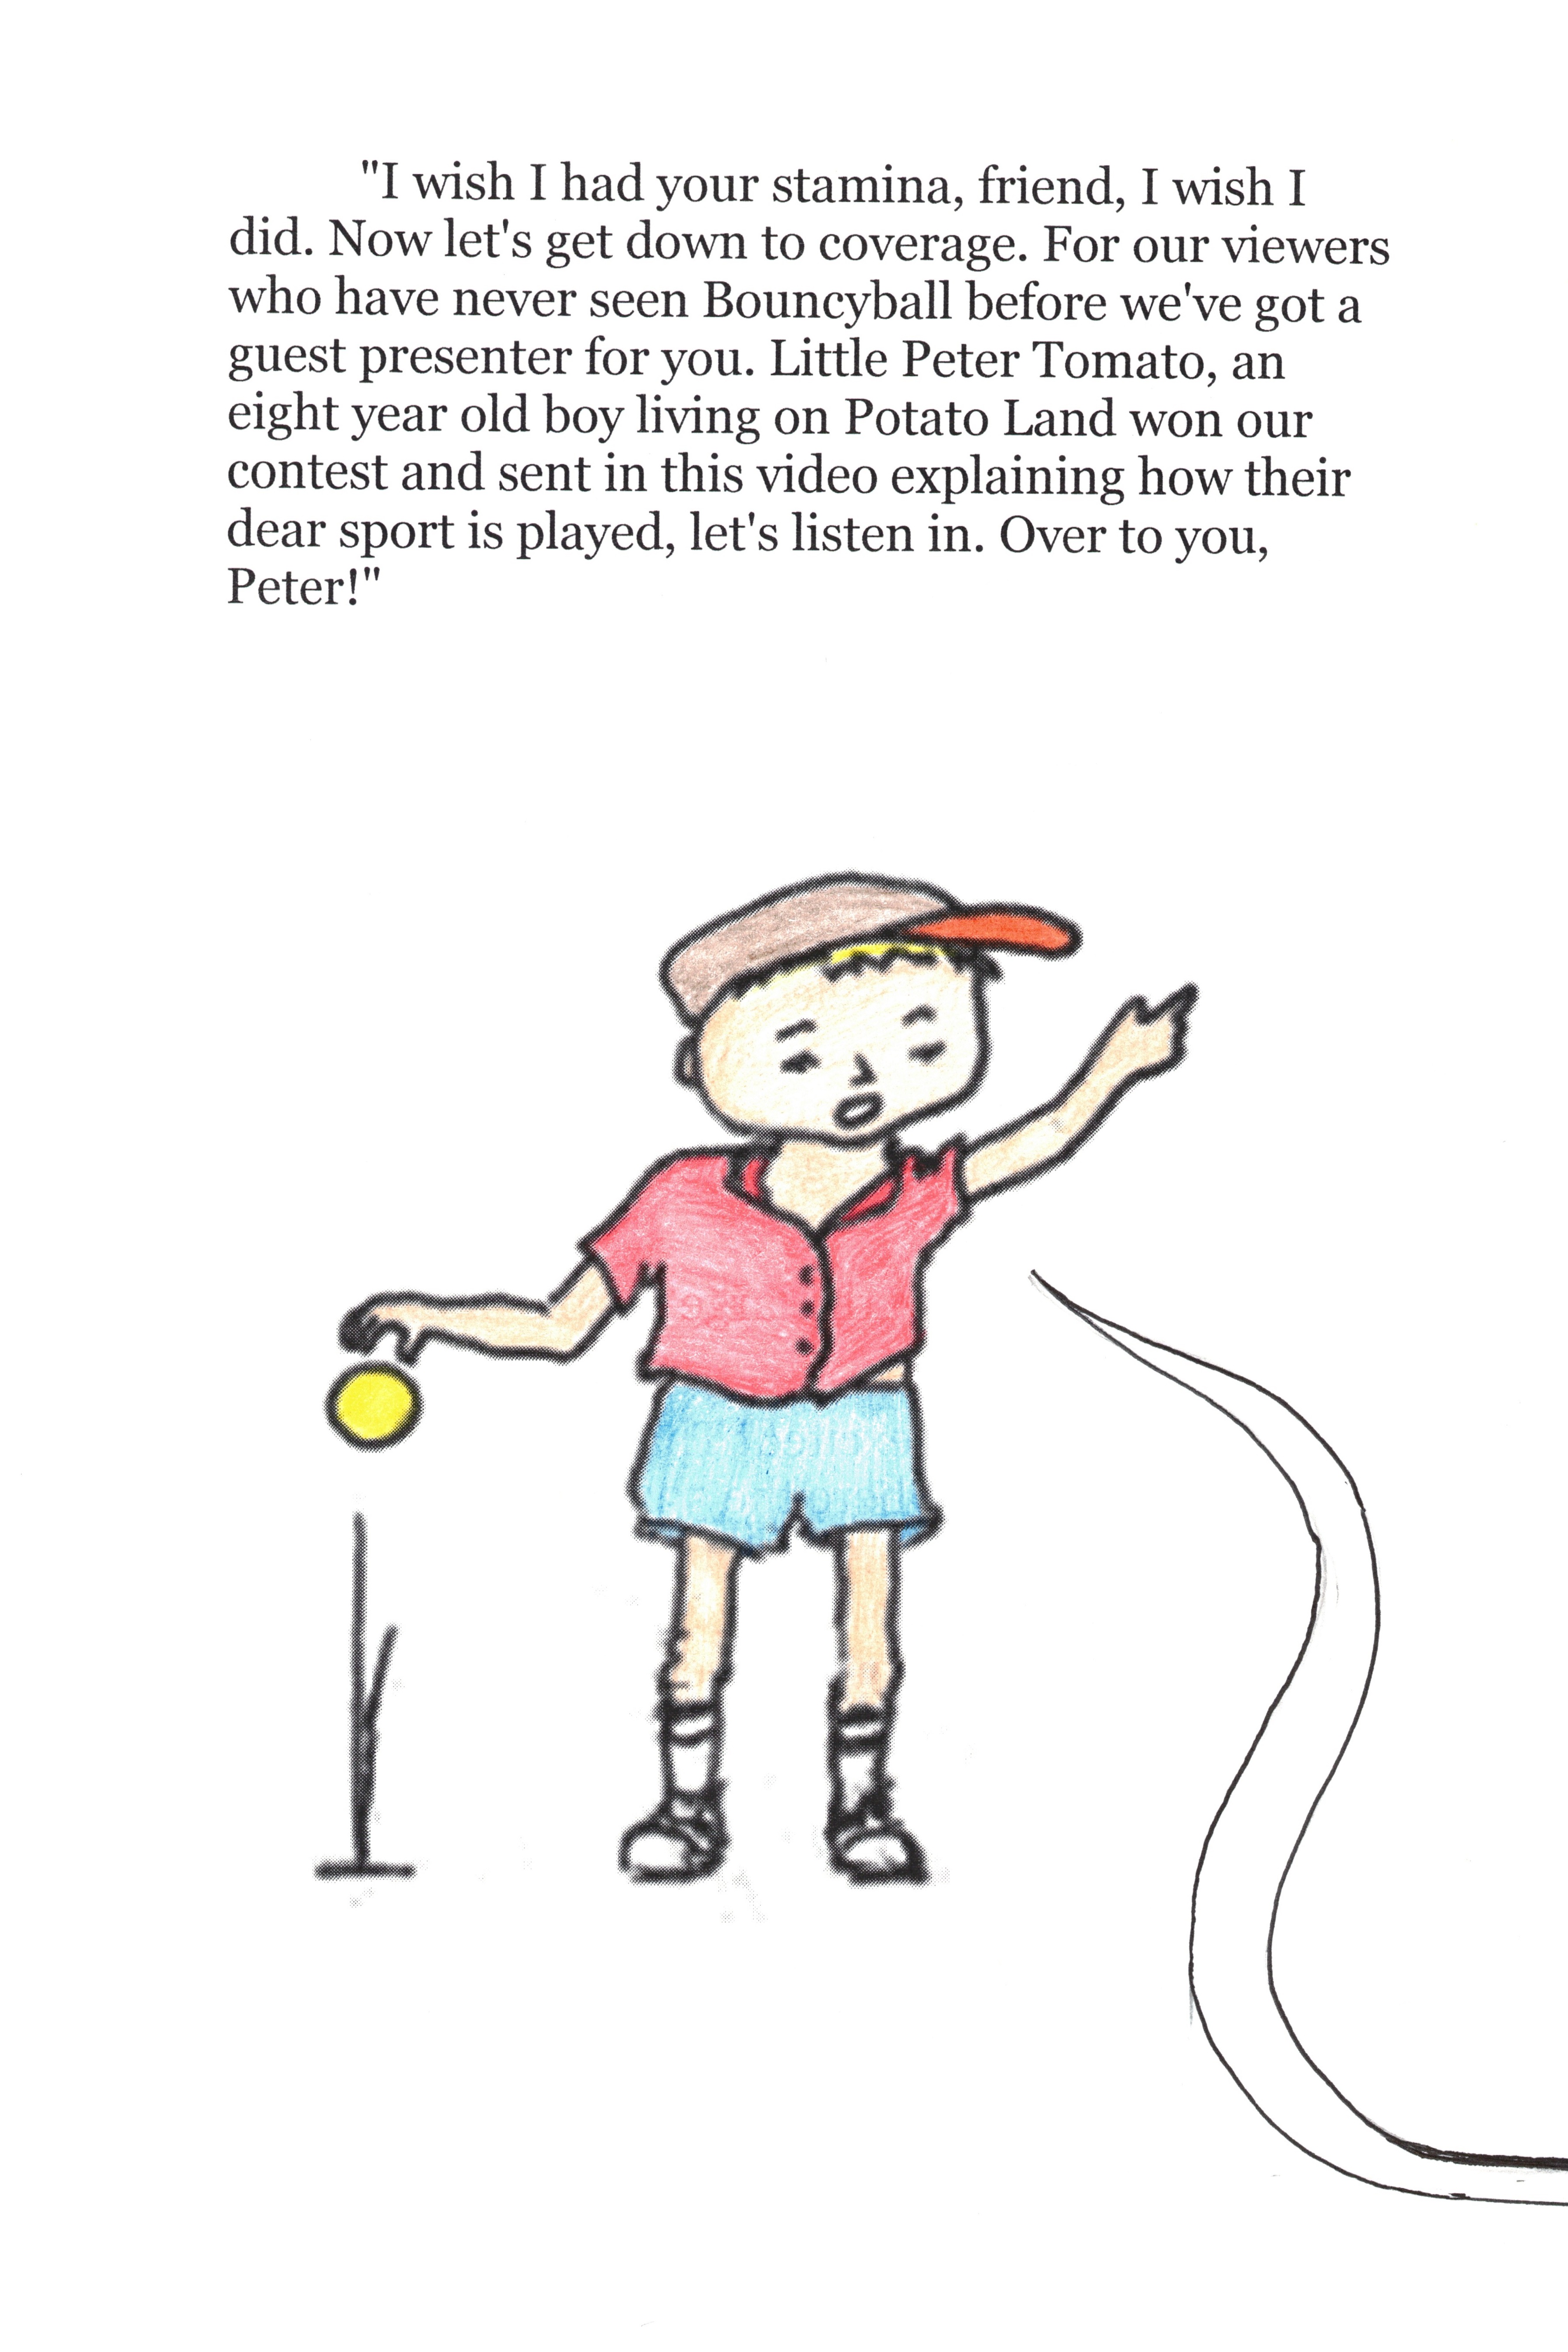 "I wish I had your stamina, friend, I wish I
did. Now let's get down to coverage. For our viewers
who have never seen Bouncyball before we've got a
guest presenter for you. Little Peter Tomato, an
eight year old boy living on Potato Land won our
contest and sent in this video explaining how their
dear sport is played, let's listen in. Over to you,
Peter!"